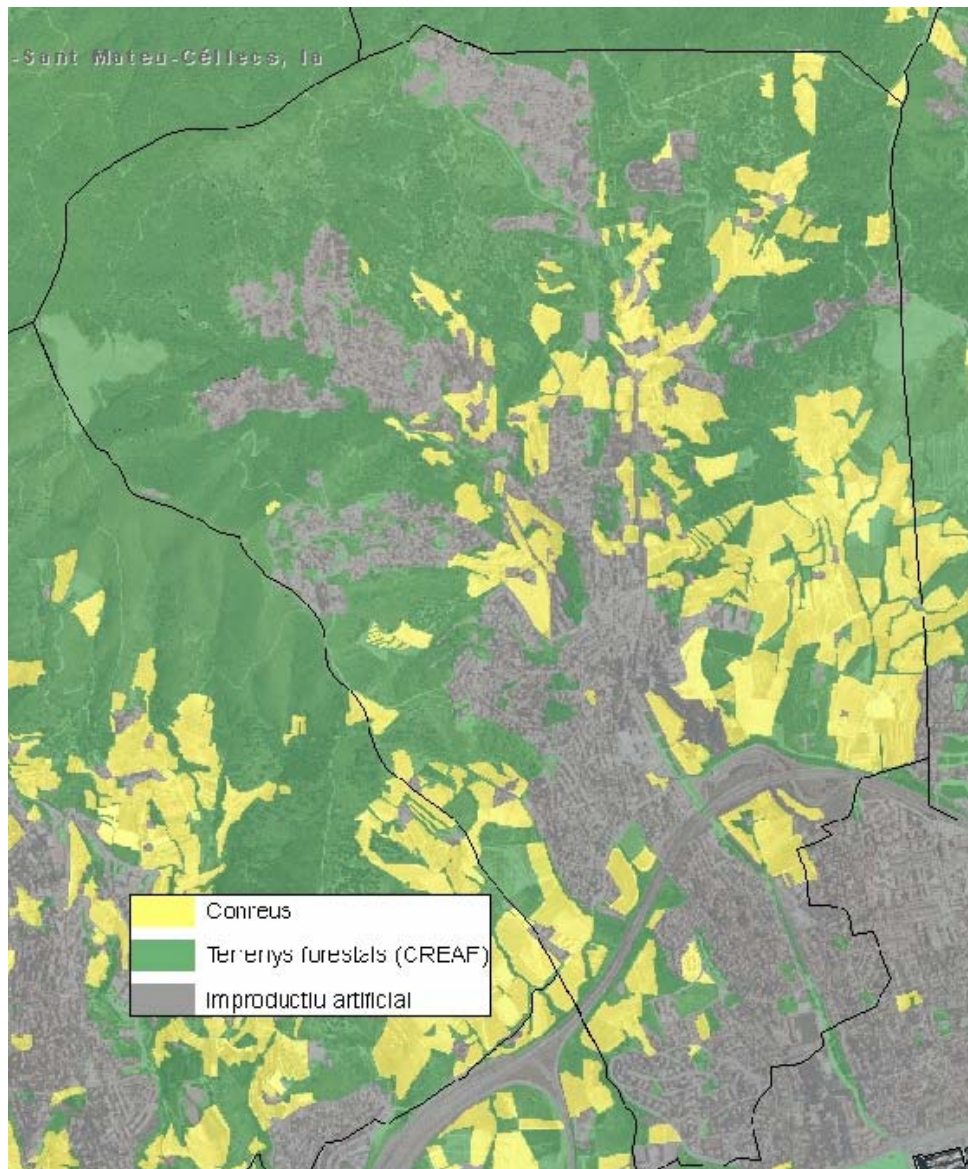 -Sant Mateu-Céllecs, la
Conreus
Terrenys forestals (CREAF)
Improductiu artificial